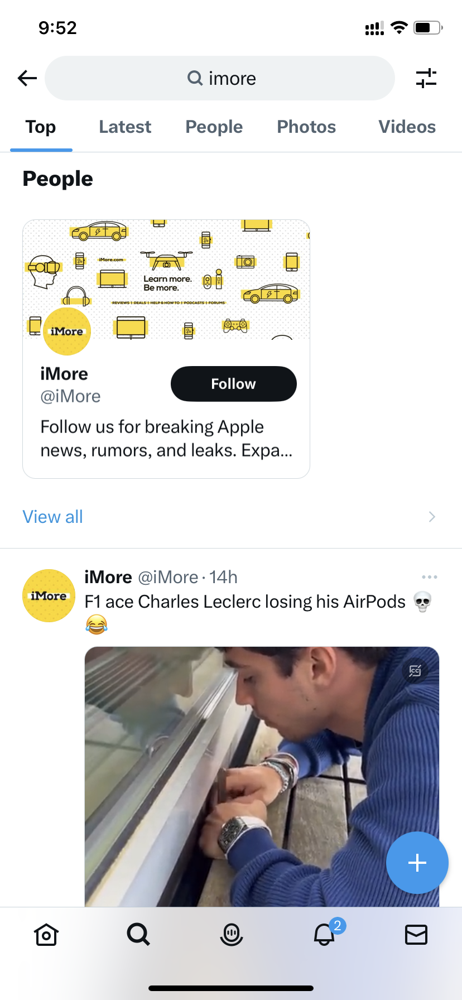 9:52
imore
Top Latest People Photos Videos
People
iMore.com
Learn more.
Be more.
REVIEWS | DEALS | HELP & HOW TO | PODCASTS | FORUMS
iMore
iMore
@iMore
Follow
Follow us for breaking Apple
news, rumors, and leaks. Expa...
View all
iMore
iMore @iMore · 14h
F1 ace Charles Leclerc losing his AirPods 💀
😂
CC
2